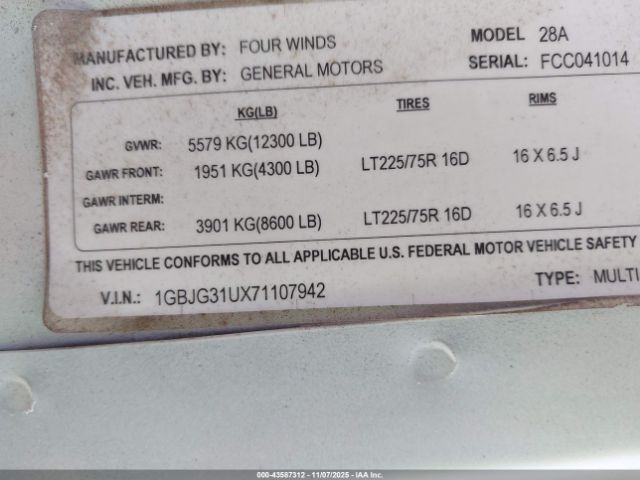 MANUFACTURED BY: FOUR WINDS MODEL 28A
INC. VEH. MFG. BY: GENERAL MOTORS SERIAL: FCC041014
KG(LB) TIRES RIMS
GVWR: 5579 KG(12300 LB)
GAWR FRONT: 1951 KG(4300 LB) LT225/75R 16D 16 X 6.5 J
GAWR INTERM:
GAWR REAR: 3901 KG(8600 LB) LT225/75R 16D 16 X 6.5 J
THIS VEHICLE CONFORMS TO ALL APPLICABLE U.S. FEDERAL MOTOR VEHICLE SAFETY
V.I.N.: 1GBJG31UX71107942 TYPE: MULTI
000-43587312 - 11/07/2025 - IAA Inc.